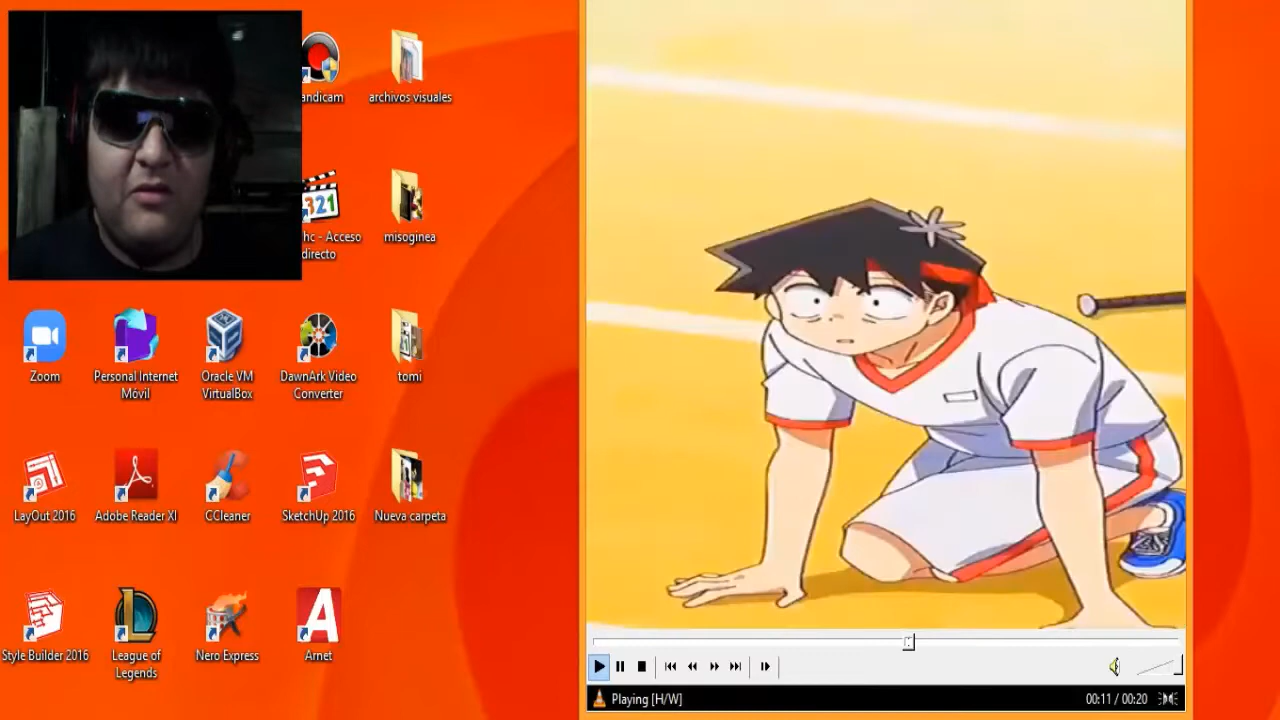 andicam
archivos visuales
321
hc - Acceso
directo
misoginea
Zoom
Personal Internet
Móvil
Oracle VM
VirtualBox
DawnArk Video
Converter
tomi
LayOut 2016
Adobe Reader XI
CCleaner
SketchUp 2016
Nueva carpeta
Style Builder 2016
League of
Legends
Nero Express
A
Arnet
Playing [H/W]
00:11 / 00:20